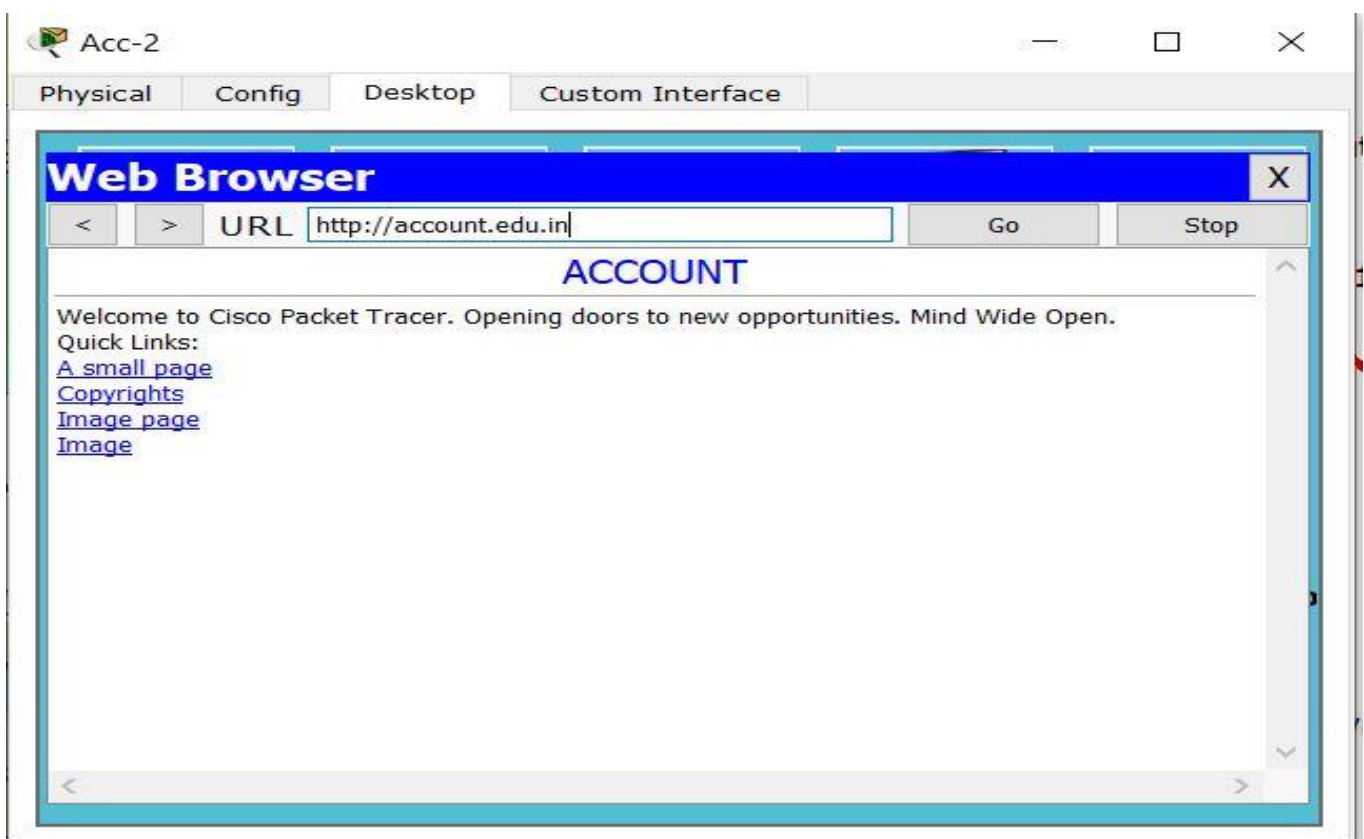 Acc-2
Physical Config Desktop Custom Interface
Web Browser X
< > URL http://account.edu.in Go Stop
ACCOUNT
Welcome to Cisco Packet Tracer. Opening doors to new opportunities. Mind Wide Open.
Quick Links:
A small page
Copyrights
Image page
Image